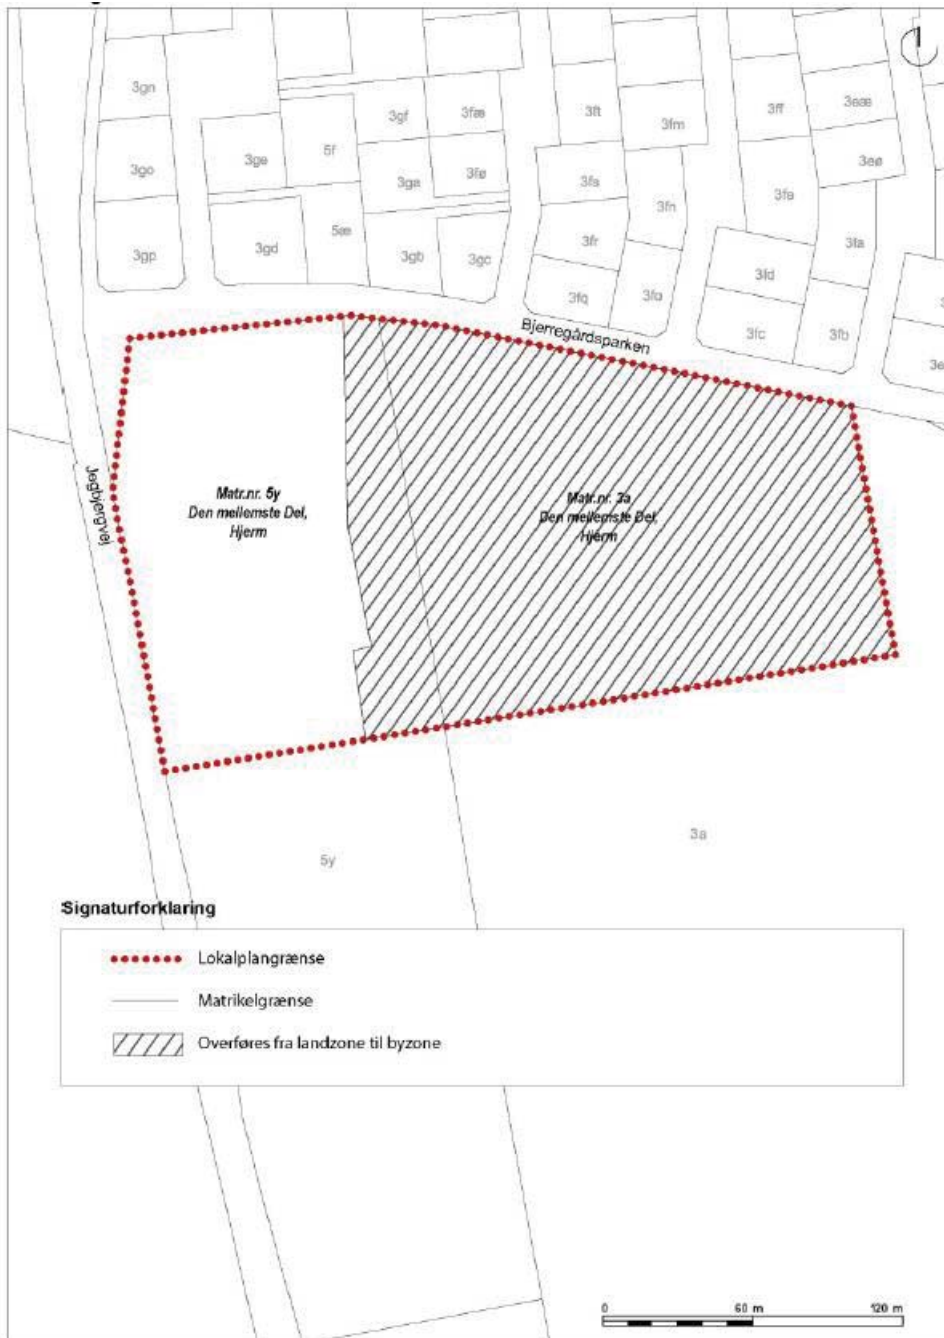 3gn
3gf
3fæ
3ft
3fm
3ff
3eæ
3go
3ge
5f
3ga
3fø
3fs
3fn
3fe
3eø
3gp
3gd
5æ
3gb
3gc
3fr
3fq
3fo
3fd
3fa
3fc
3fb
Bjerregårdsparken
Jegbjergvej
Matr.nr. 5y
Den mellemste Del,
Hjerm
Matr.nr. 3a
Den mellemste Del,
Hjerm
5y
3a
Signaturforklaring
Lokalplangrænse
Matrikelgrænse
Overføres fra landzone til byzone
0 60 m 120 m